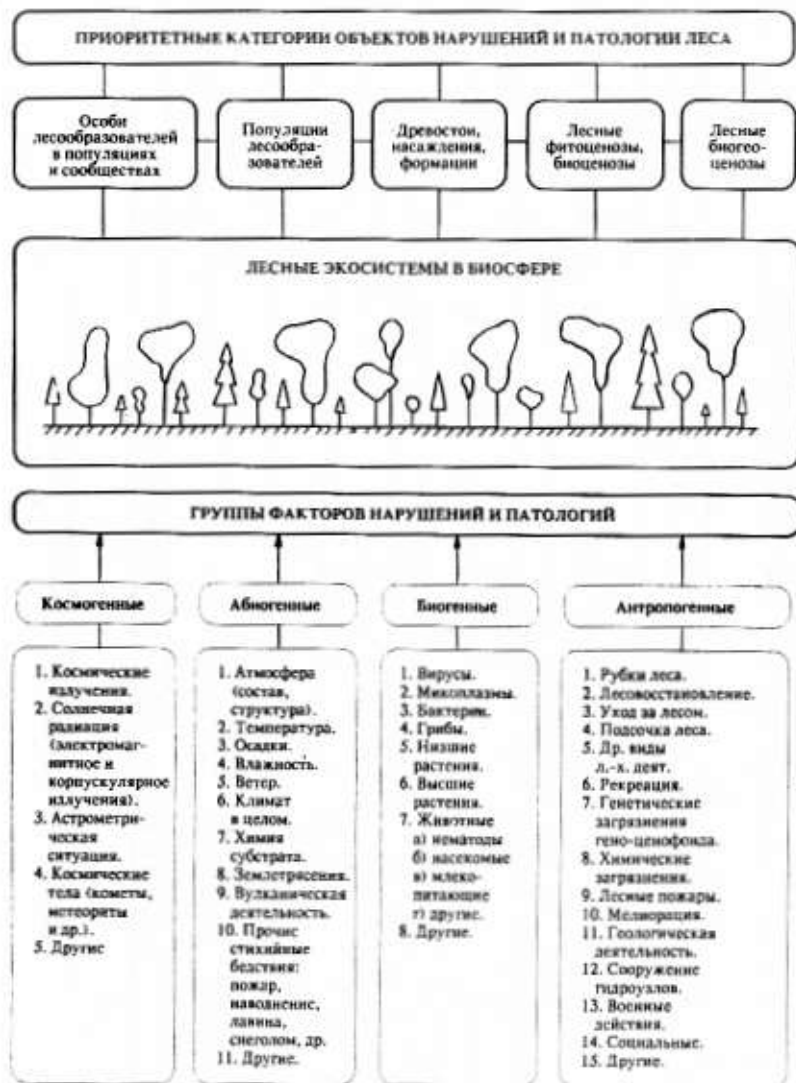 ПРИОРИТЕТНЫЕ КАТЕГОРИИ ОБЪЕКТОВ НАРУШЕНИЙ И ПАТОЛОГИИ ЛЕСА
Особи
лесообразователей
в популяциях
и сообществах
Популяции
лесообра-
зователей
Древостои,
насаждения,
формации
Лесные
фитоценозы,
биоценозы
Лесные
биогео-
ценозы
ЛЕСНЫЕ ЭКОСИСТЕМЫ В БИОСФЕРЕ
ГРУППЫ ФАКТОРОВ НАРУШЕНИЙ И ПАТОЛОГИЙ
Космогенные
1. Космические
излучения.
2. Солнечная
радиация
(электромаг-
нитное и
корпускулярное
излучения).
3. Астрометри-
ческая
ситуация.
4. Космические
тела (кометы,
метеориты
и др.).
5. Другие
Абиогенные
1. Атмосфера
(состав,
структура).
2. Температура.
3. Осадки.
4. Влажность.
5. Ветер.
6. Климат
в целом.
7. Химия
субстрата.
8. Землетрясения.
9. Вулканическая
деятельность.
10. Прочие
стихийные
бедствия:
пожар,
наводнение,
лавина,
снеголом, др.
11. Другие.
Биогенные
1. Вирусы.
2. Микоплазмы.
3. Бактерии.
4. Грибы.
5. Низшие
растения.
6. Высшие
растения.
7. Животные
а) нематоды
б) насекомые
в) млеко-
питающие
г) другие.
8. Другие.
Антропогенные
1. Рубки леса.
2. Лесовосстановление.
3. Уход за лесом.
4. Подсочка леса.
5. Др. виды
л.-х. деят.
6. Рекреация.
7. Генетические
загрязнения
гено-ценофонда.
8. Химические
загрязнения.
9. Лесные пожары.
10. Мелиорация.
11. Геологическая
деятельность.
12. Сооружение
гидроузлов.
13. Военные
действия.
14. Социальные.
15. Другие.